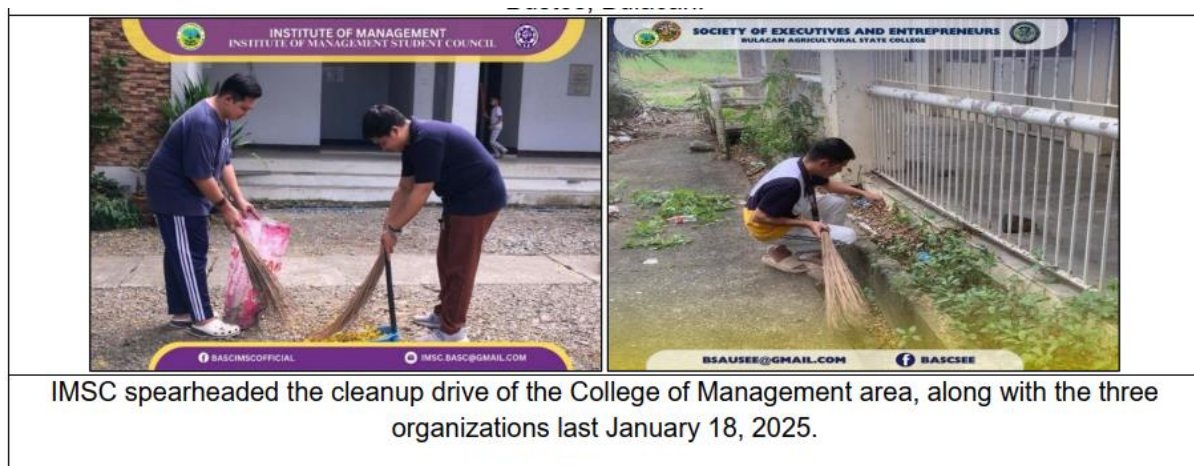 INSTITUTE OF MANAGEMENT
INSTITUTE OF MANAGEMENT STUDENT COUNCIL
BASCIMSCOFFICIAL
IMSC.BASC@GMAIL.COM
SOCIETY OF EXECUTIVES AND ENTREPRENEURS
BULACAN AGRICULTURAL STATE COLLEGE
BSAUSEE@GMAIL.COM
BASCSEE
IMSC spearheaded the cleanup drive of the College of Management area, along with the three
organizations last January 18, 2025.